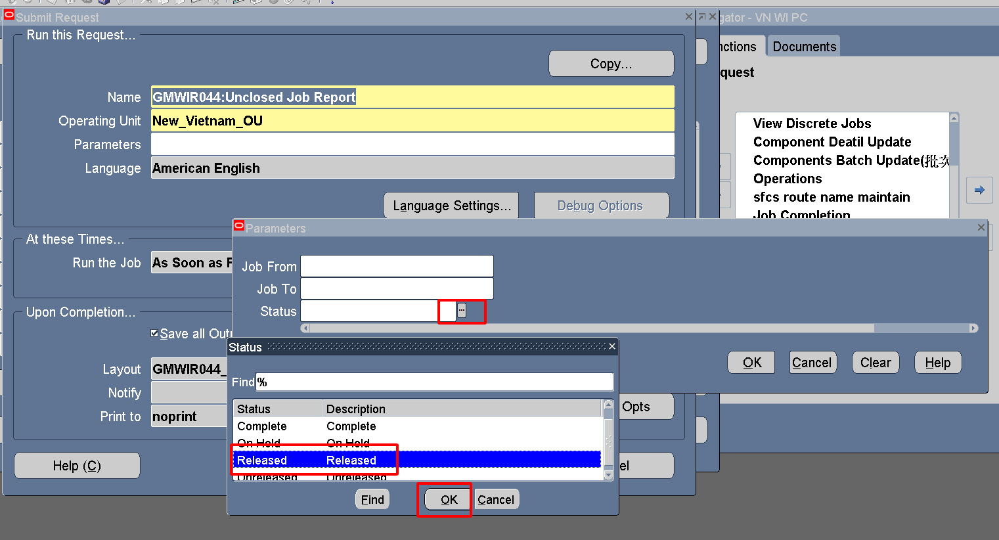 Submit Request
gator - VN WI PC
Run this Request...
Copy...
nctions
Documents
quest
Name
GMWIR044:Unclosed Job Report
Operating Unit
New_Vietnam_OU
Parameters
Language
American English
Language Settings...
Debug Options
View Discrete Jobs
Component Deatil Update
Components Batch Update(批次
Operations
sfcs route name maintain
Job Completion
At these Times...
Run the Job
As Soon as
Parameters
Job From
Job To
Status
OK
Cancel
Clear
Help
Upon Completion...
Save all Out
Layout
GMWIR044_
Notify
Print to
noprint
Opts
Help (C)
el
Status
Find
%
Status Description
Complete Complete
On Hold On Hold
Released Released
Unreleased Unreleased
Find
OK
Cancel